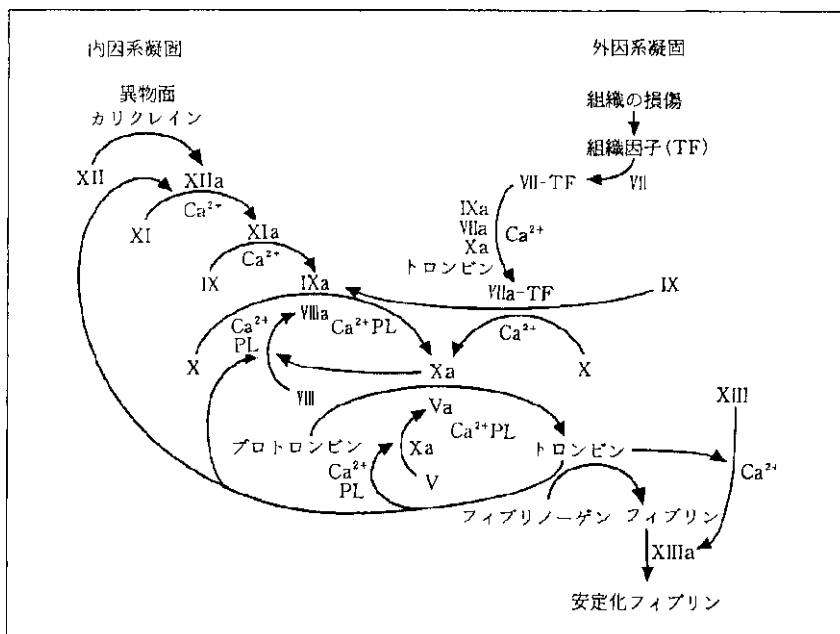 内因系凝固
外因系凝固
異物面
カリクレイン
組織の損傷
組織因子(TF)
XII
XIIa
VII-TF
VII
Ca²⁺
XI
XIa
IXa
VIIa
Xa
Ca²⁺
トロンビン
Ca²⁺
IX
IXa
VIIa-TF
IX
Ca²⁺
PL
VIIIa
Ca²⁺PL
Ca²⁺
X
Xa
X
VIII
XIII
Va
Ca²⁺PL
プロトロンビン
Xa
トロンビン
Ca²⁺
PL
V
Ca²⁺
フィブリノーゲン
フィブリン
XIIIa
安定化フィブリン